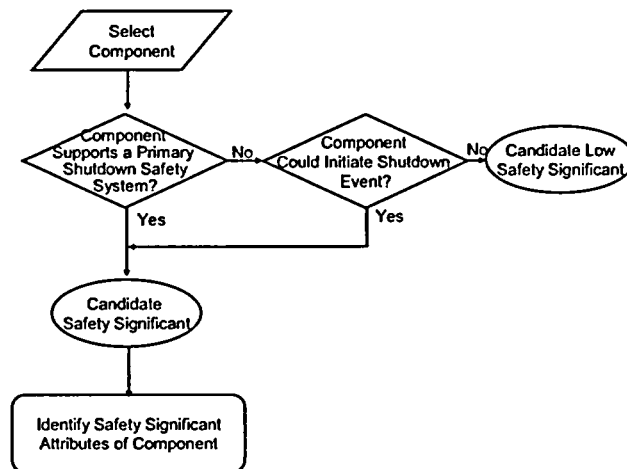 Select
Component
Component
Supports a Primary
Shutdown Safety
System?
No
Component
Could Initiate Shutdown
Event?
No
Candidate Low
Safety Significant
Yes
Yes
Candidate
Safety Significant
Identify Safety Significant
Attributes of Component